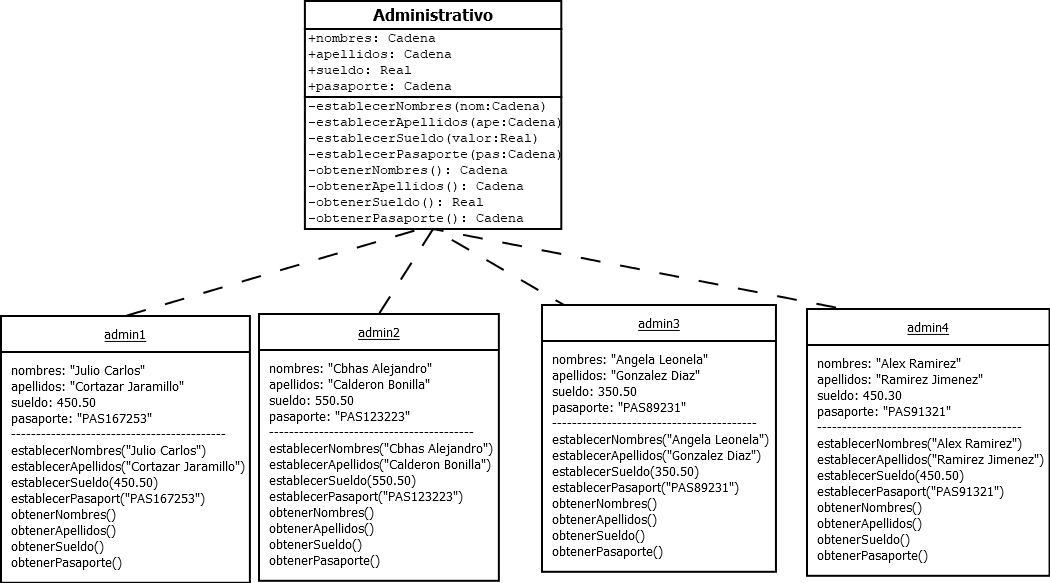 Administrativo
+nombres: Cadena
+apellidos: Cadena
+sueldo: Real
+pasaporte: Cadena
-establecerNombres(nom:Cadena)
-establecerApellidos(ape:Cadena)
-establecerSueldo(valor:Real)
-establecerPasaporte(pas:Cadena)
-obtenerNombres(): Cadena
-obtenerApellidos(): Cadena
-obtenerSueldo(): Real
-obtenerPasaporte(): Cadena
admin1
nombres: "Julio Carlos"
apellidos: "Cortazar Jaramillo"
sueldo: 450.50
pasaporte: "PAS167253"
-------------------------------------------
establecerNombres("Julio Carlos")
establecerApellidos("Cortazar Jaramillo")
establecerSueldo(450.50)
establecerPasaport("PAS167253")
obtenerNombres()
obtenerApellidos()
obtenerSueldo()
obtenerPasaporte()
admin2
nombres: "Cbhas Alejandro"
apellidos: "Calderon Bonilla"
sueldo: 550.50
pasaporte: "PAS123223"
-----------------------------------------
establecerNombres("Cbhas Alejandro")
establecerApellidos("Calderon Bonilla")
establecerSueldo(550.50)
establecerPasaport("PAS123223")
obtenerNombres()
obtenerApellidos()
obtenerSueldo()
obtenerPasaporte()
admin3
nombres: "Angela Leonela"
apellidos: "Gonzalez Diaz"
sueldo: 350.50
pasaporte: "PAS89231"
-----------------------------------------
establecerNombres("Angela Leonela")
establecerApellidos("Gonzalez Diaz")
establecerSueldo(350.50)
establecerPasaport("PAS89231")
obtenerNombres()
obtenerApellidos()
obtenerSueldo()
obtenerPasaporte()
admin4
nombres: "Alex Ramirez"
apellidos: "Ramirez Jimenez"
sueldo: 450.30
pasaporte: "PAS91321"
-----------------------------------------
establecerNombres("Alex Ramirez")
establecerApellidos("Ramirez Jimenez")
establecerSueldo(450.50)
establecerPasaport("PAS91321")
obtenerNombres()
obtenerApellidos()
obtenerSueldo()
obtenerPasaporte()